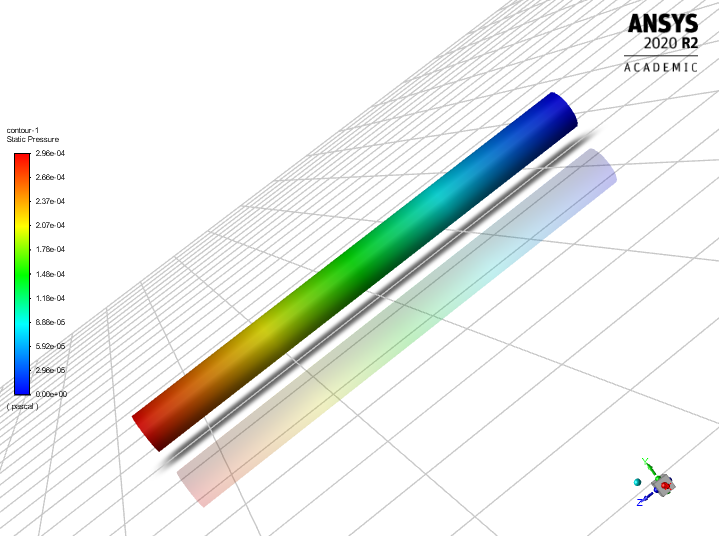 ANSYS
2020 R2
ACADEMIC
contour-1
Static Pressure
2.96e-04
2.66e-04
2.37e-04
2.07e-04
1.78e-04
1.48e-04
1.18e-04
8.88e-05
5.92e-05
2.96e-05
0.00e+00
( pascal )
Y
Z